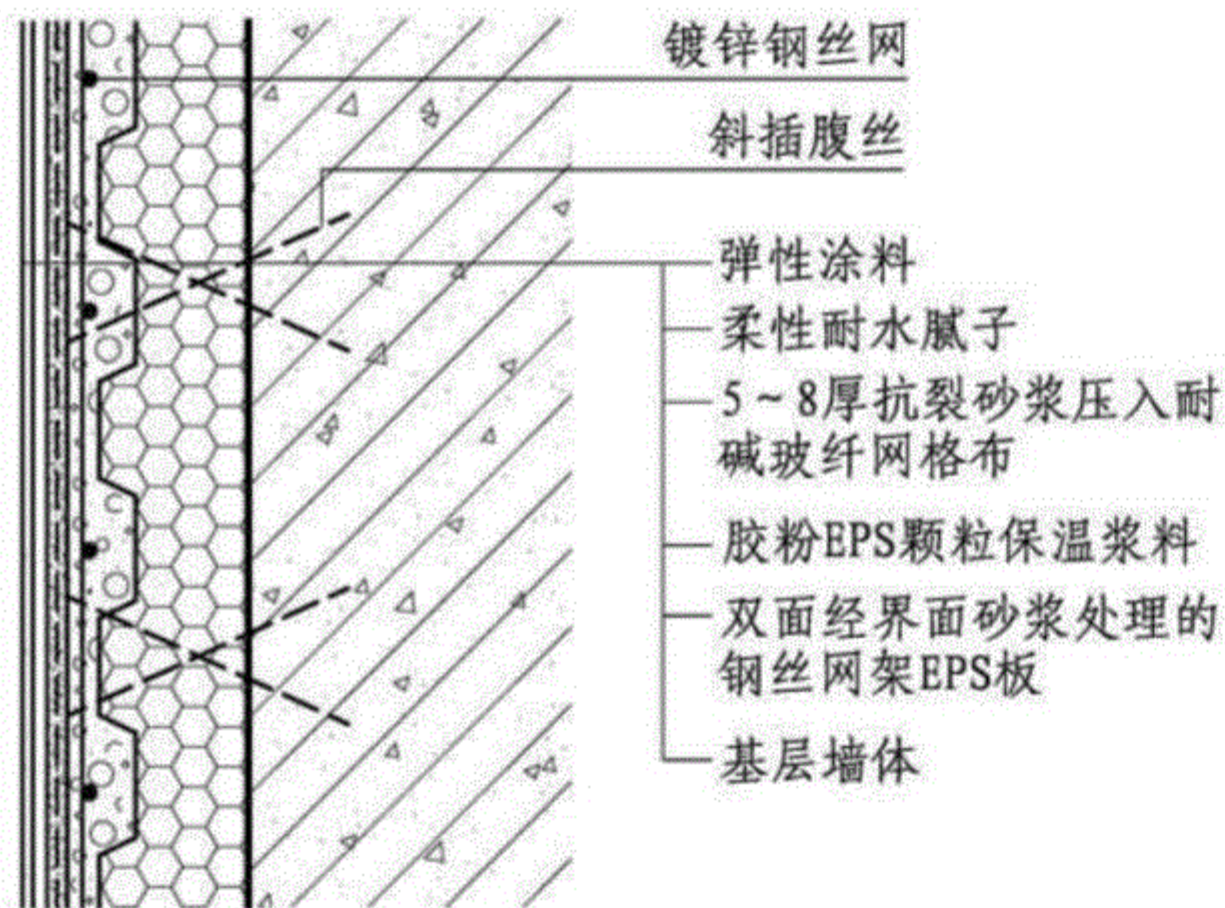 镀锌钢丝网
斜插腹丝
弹性涂料
柔性耐水腻子
5~8厚抗裂砂浆压入耐
碱玻纤网格布
胶粉EPS颗粒保温浆料
双面经界面砂浆处理的
钢丝网架EPS板
基层墙体